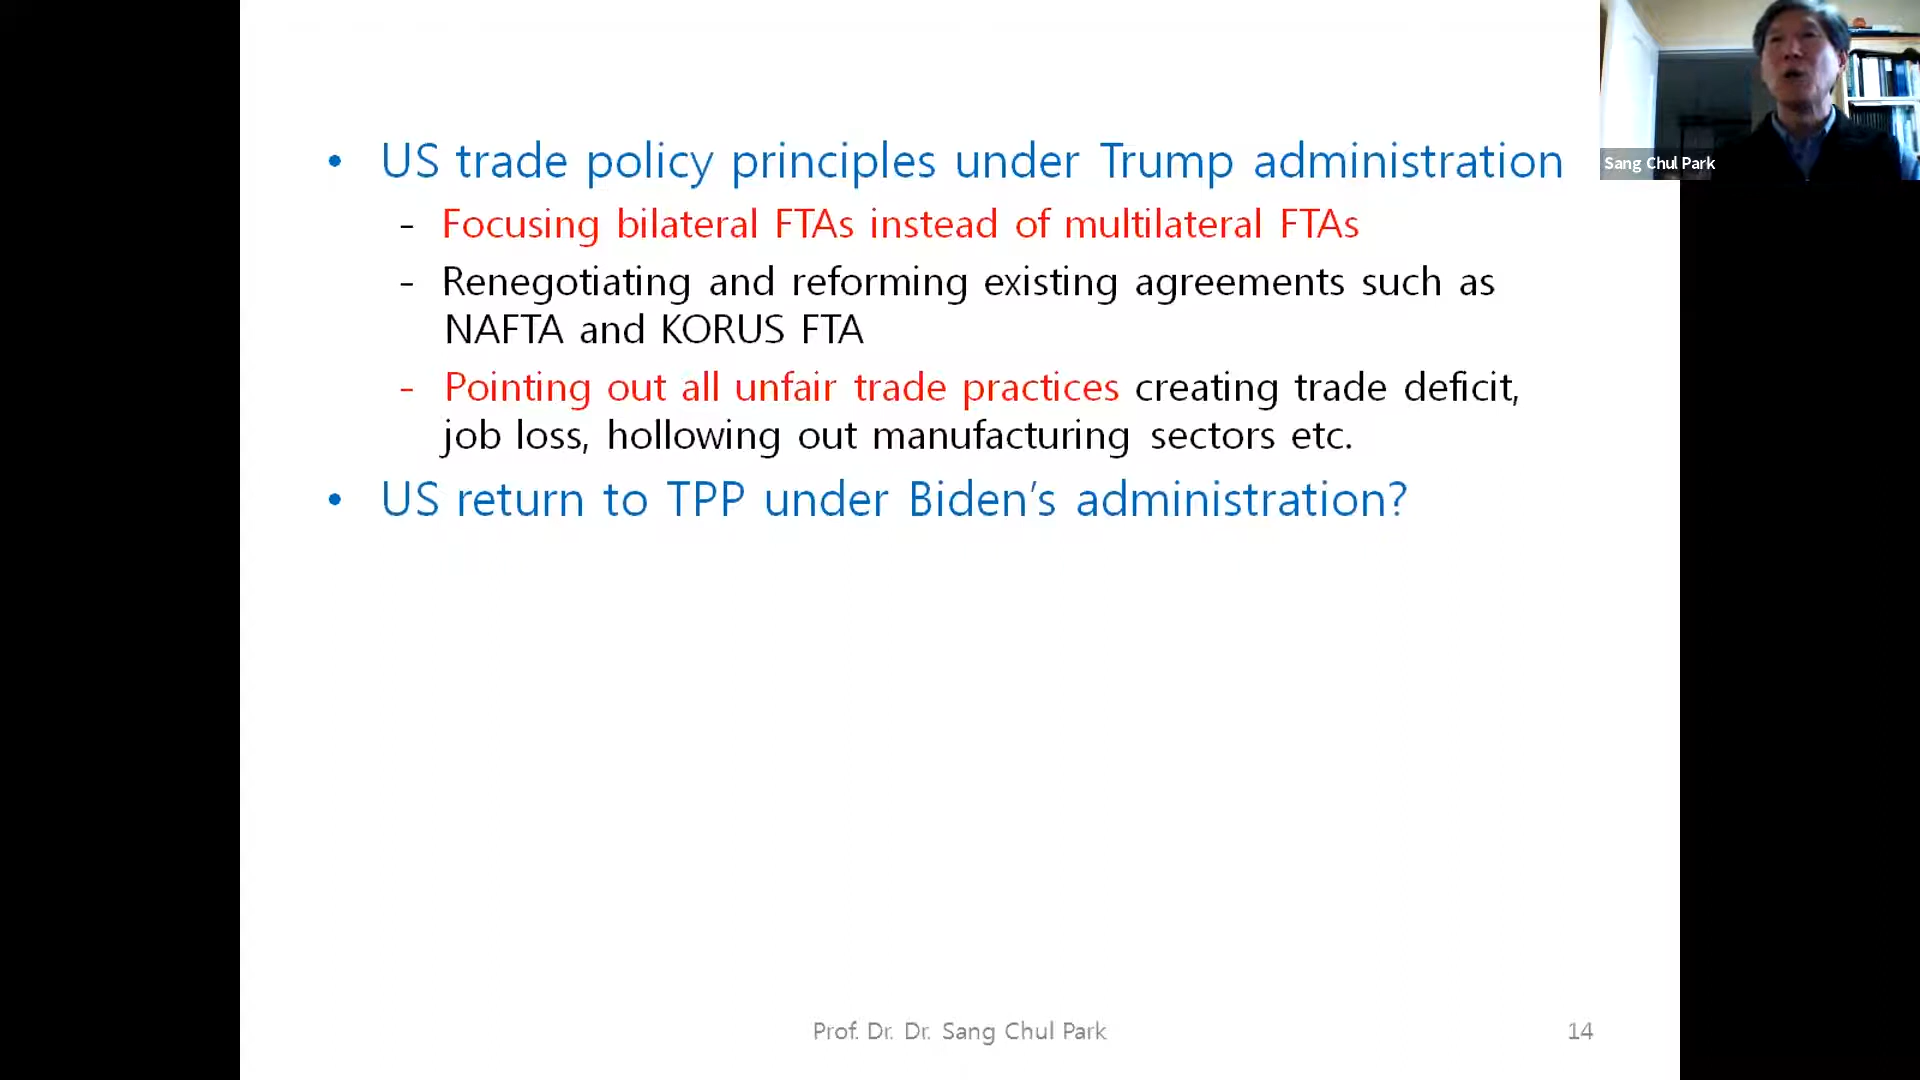 • US trade policy principles under Trump administration
- Focusing bilateral FTAs instead of multilateral FTAs
- Renegotiating and reforming existing agreements such as
NAFTA and KORUS FTA
- Pointing out all unfair trade practices creating trade deficit,
job loss, hollowing out manufacturing sectors etc.
• US return to TPP under Biden’s administration?
Sang Chul Park
Prof. Dr. Dr. Sang Chul Park
14